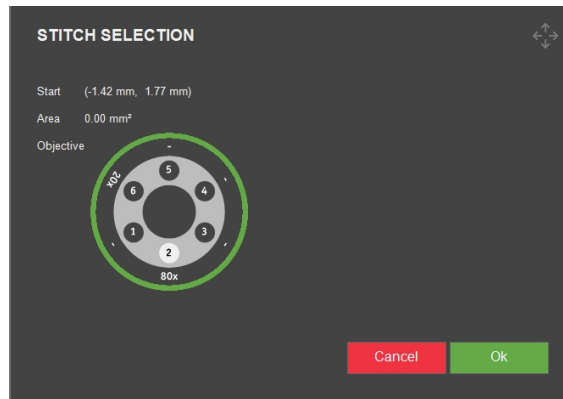 STITCH SELECTION
Start (-1.42 mm, 1.77 mm)
Area 0.00 mm²
Objective
-
20x 5 -
6 4
1 3
- 2 -
80x
Cancel Ok